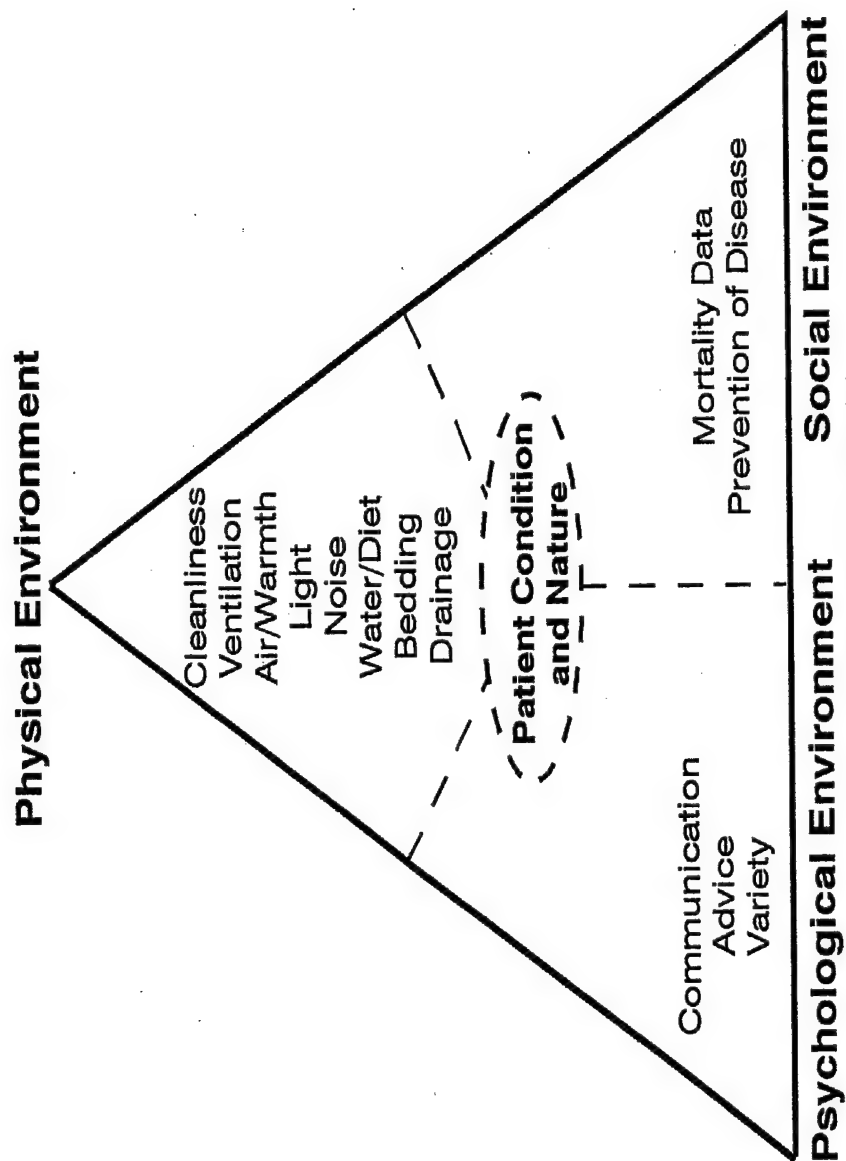 Physical Environment
Cleanliness
Ventilation
Air/Warmth
Light
Noise
Water/Diet
Bedding
Drainage
Patient Condition
and Nature
Communication
Advice
Variety
Mortality Data
Prevention of Disease
Psychological Environment
Social Environment